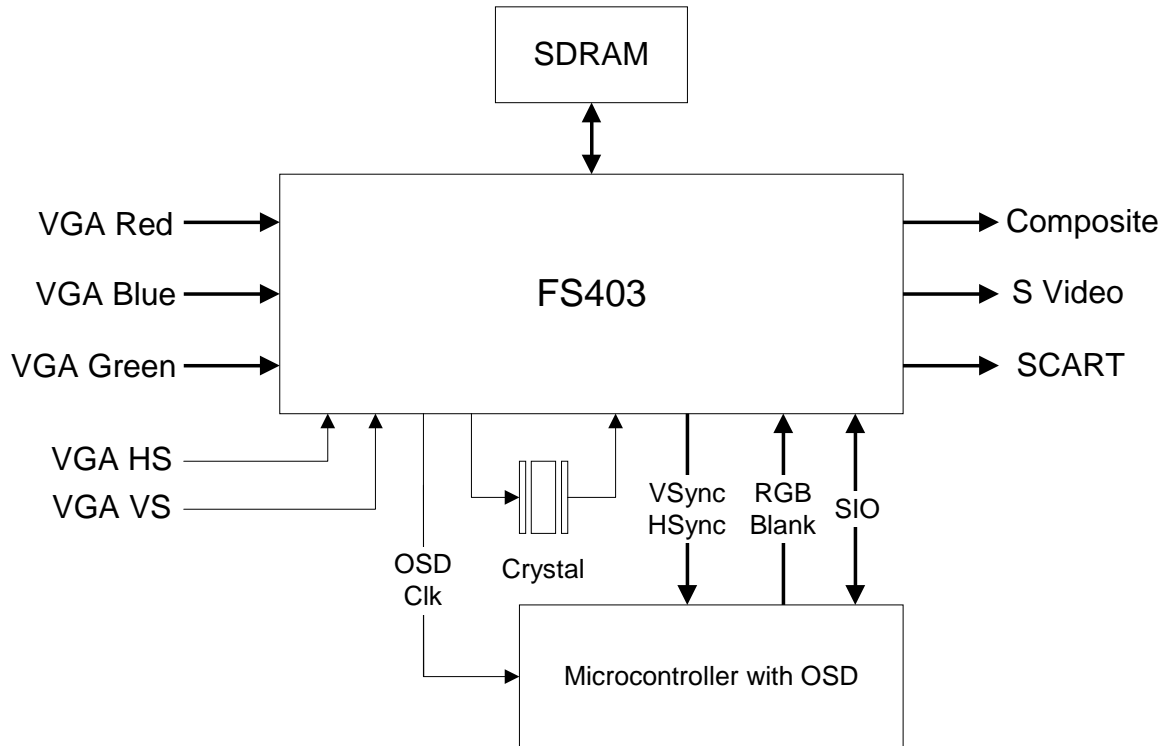 SDRAM
VGA Red
VGA Blue
VGA Green
FS403
Composite
S Video
SCART
VGA HS
VGA VS
OSD
Clk
Crystal
VSync
HSync
RGB
Blank
SIO
Microcontroller with OSD